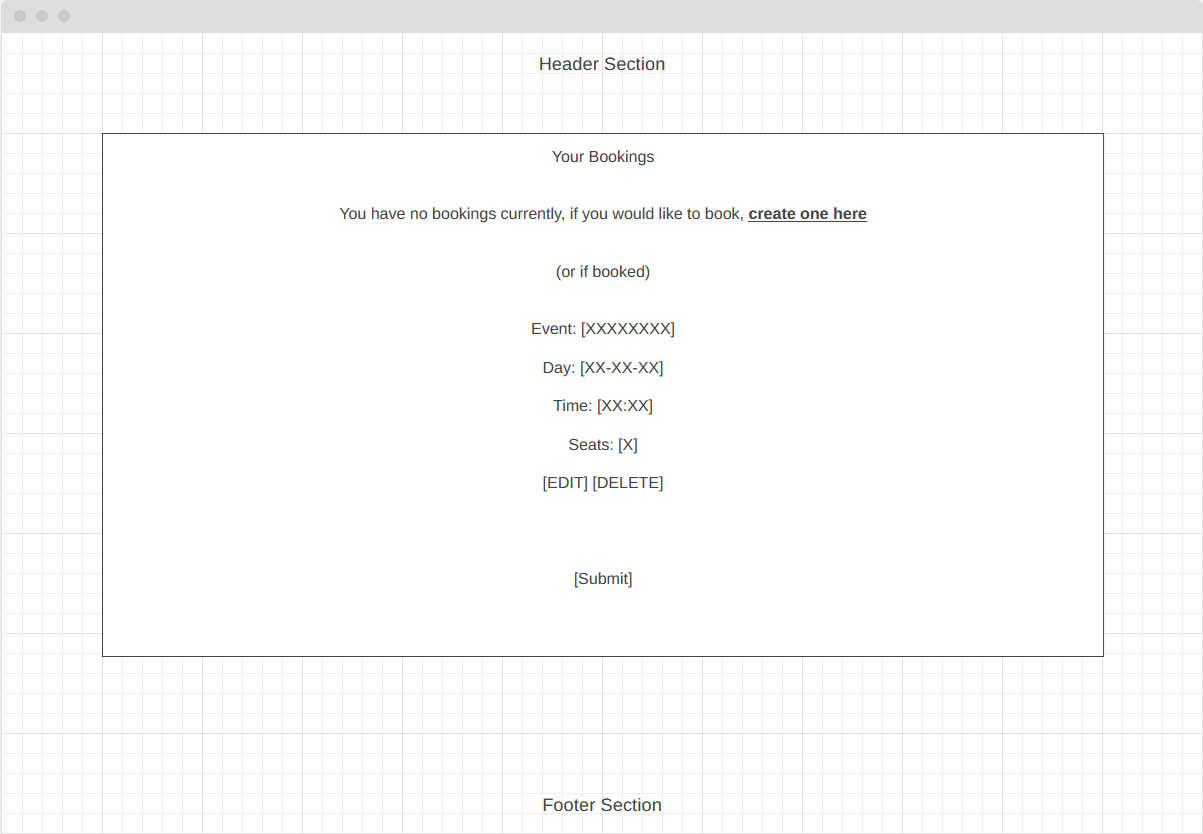 Header Section
Your Bookings
You have no bookings currently, if you would like to book, create one here
(or if booked)
Event: [XXXXXXXX]
Day: [XX-XX-XX]
Time: [XX:XX]
Seats: [X]
[EDIT] [DELETE]
[Submit]
Footer Section